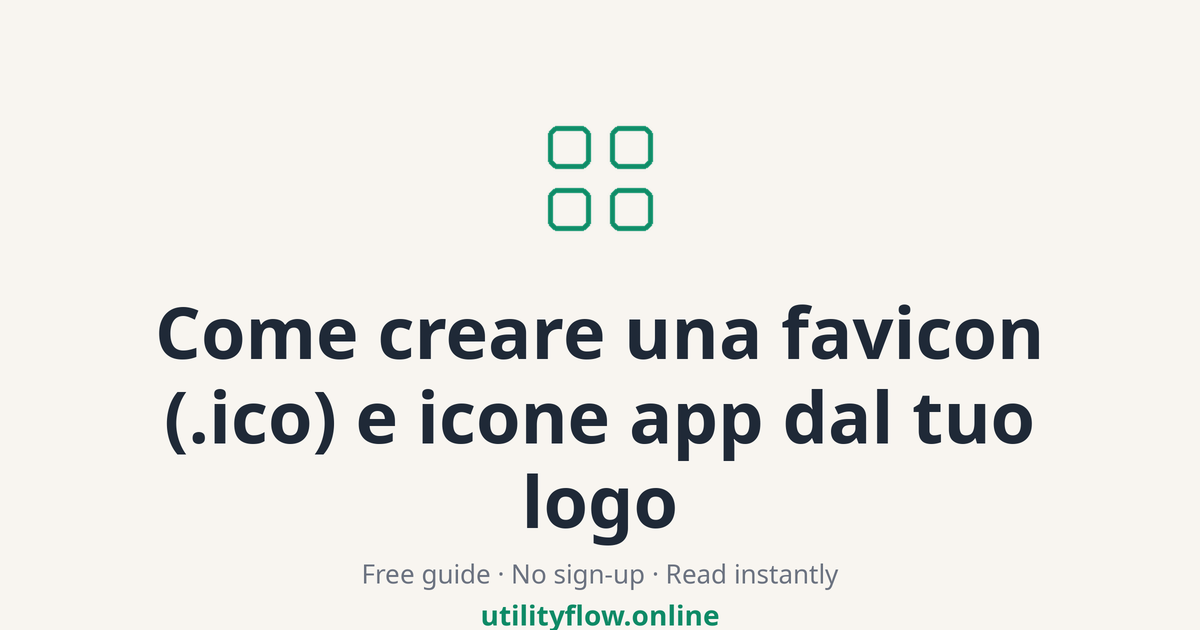 Come creare una favicon
(.ico) e icone app dal tuo
logo
Free guide · No sign-up · Read instantly
utilityflow.online